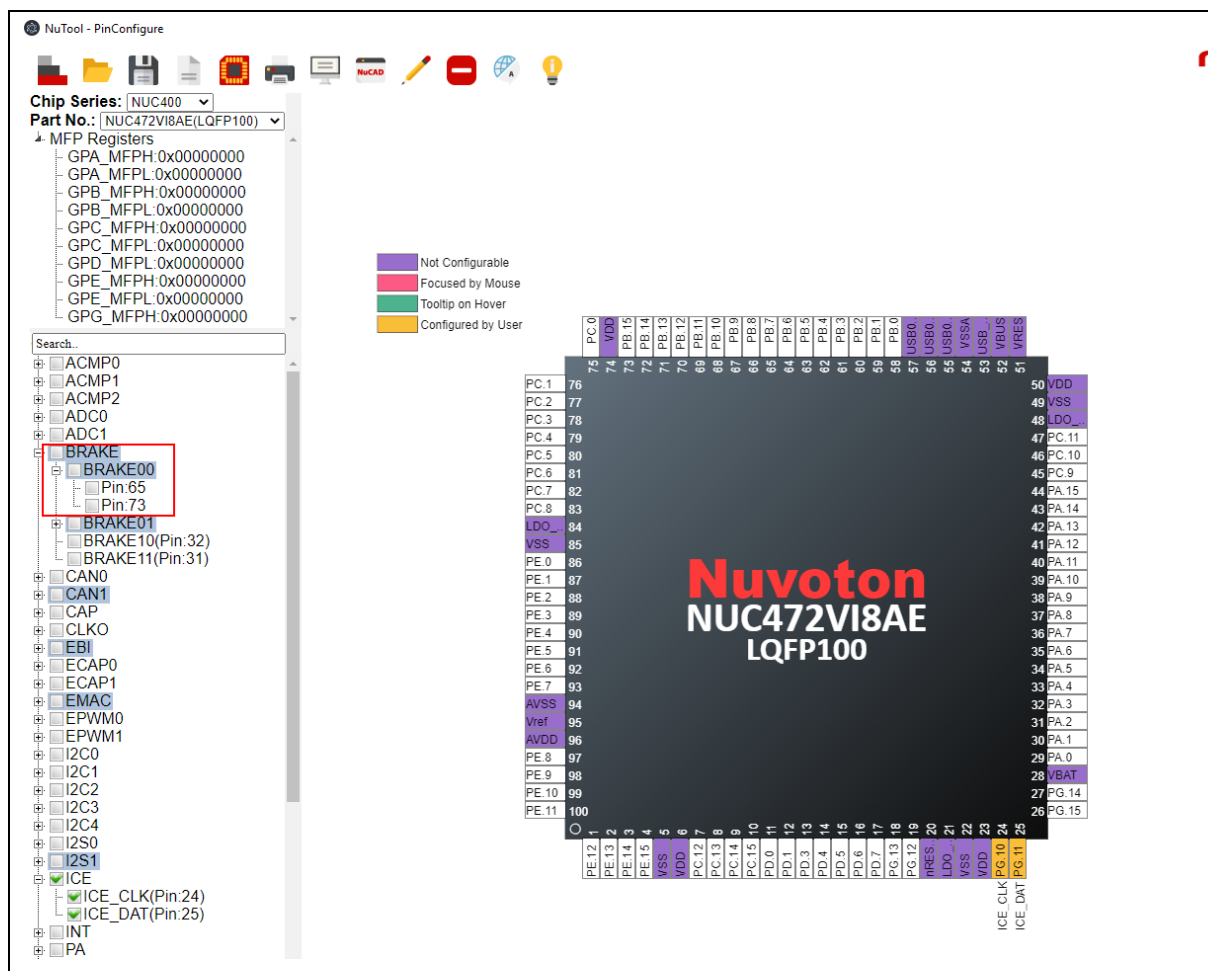 NuTool - PinConfigure
NuCAD
A
Chip Series: NUC400
Part No.: NUC472VI8AE(LQFP100)
MFP Registers
GPA_MFPH:0x00000000
GPA_MFPL:0x00000000
GPB_MFPH:0x00000000
GPB_MFPL:0x00000000
GPC_MFPH:0x00000000
GPC_MFPL:0x00000000
GPD_MFPL:0x00000000
GPE_MFPH:0x00000000
GPE_MFPL:0x00000000
GPG_MFPH:0x00000000
Search..
ACMP0
ACMP1
ACMP2
ADC0
ADC1
BRAKE
BRAKE00
Pin:65
Pin:73
BRAKE01
BRAKE10(Pin:32)
BRAKE11(Pin:31)
CAN0
CAN1
CAP
CLKO
EBI
ECAP0
ECAP1
EMAC
EPWM0
EPWM1
I2C0
I2C1
I2C2
I2C3
I2C4
I2S0
I2S1
ICE
ICE_CLK(Pin:24)
ICE_DAT(Pin:25)
INT
PA
Not Configurable
Focused by Mouse
Tooltip on Hover
Configured by User
PC.0 VDD PB.15 PB.14 PB.13 PB.12 PB.11 PB.10 PB.9 PB.8 PB.7 PB.6 PB.5 PB.4 PB.3 PB.2 PB.1 PB.0 USB0.. USB0.. USB0.. VSSA USB_.. VBUS VRES
75 74 73 72 71 70 69 68 67 66 65 64 63 62 61 60 59 58 57 56 55 54 53 52 51
PC.1 76
PC.2 77
PC.3 78
PC.4 79
PC.5 80
PC.6 81
PC.7 82
PC.8 83
LDO_.. 84
VSS 85
PE.0 86
PE.1 87
PE.2 88
PE.3 89
PE.4 90
PE.5 91
PE.6 92
PE.7 93
AVSS 94
Vref 95
AVDD 96
PE.8 97
PE.9 98
PE.10 99
PE.11 100
Nuvoton
NUC472VI8AE
LQFP100
50 VDD
49 VSS
48 LDO_..
47 PC.11
46 PC.10
45 PC.9
44 PA.15
43 PA.14
42 PA.13
41 PA.12
40 PA.11
39 PA.10
38 PA.9
37 PA.8
36 PA.7
35 PA.6
34 PA.5
33 PA.4
32 PA.3
31 PA.2
30 PA.1
29 PA.0
28 VBAT
27 PG.14
26 PG.15
1 2 3 4 5 6 7 8 9 10 11 12 13 14 15 16 17 18 19 20 21 22 23 24 25
PE.12 PE.13 PE.14 PE.15 VSS VDD PC.12 PC.13 PC.14 PC.15 PD.0 PD.1 PD.3 PD.4 PD.5 PD.6 PD.7 PG.13 PG.12 nRES.. LDO_.. VSS VDD PG.10 PG.11
ICE_CLK ICE_DAT